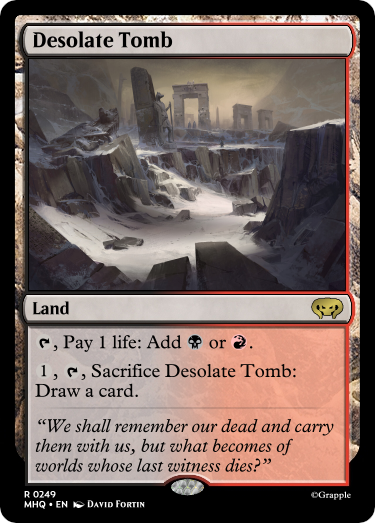 Desolate Tomb
Land
, Pay 1 life: Add or .
1 , , Sacrifice Desolate Tomb:
Draw a card.
“We shall remember our dead and carry
them with us, but what becomes of
worlds whose last witness dies?”
R 0249
©Grapple
MHQ • EN DAVID FORTIN